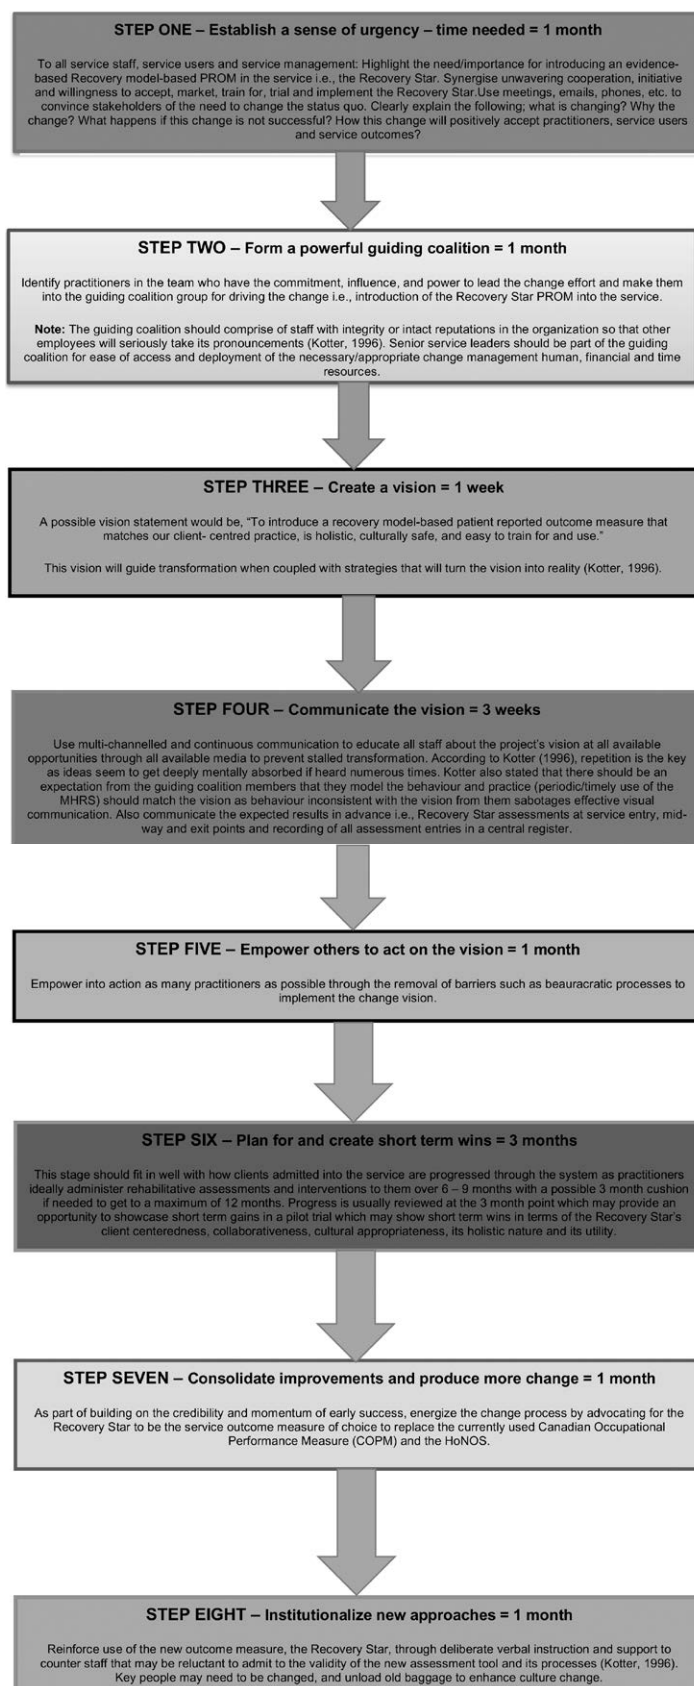 STEP ONE – Establish a sense of urgency – time needed = 1 month
To all service staff, service users and service management: Highlight the need/importance for introducing an evidence-
based Recovery model-based PROM in the service i.e., the Recovery Star. Synergise unwavering cooperation, initiative
and willingness to accept, market, train for, trial and implement the Recovery Star.Use meetings, emails, phones, etc. to
convince stakeholders of the need to change the status quo. Clearly explain the following; what is changing? Why the
change? What happens if this change is not successful? How this change will positively accept practitioners, service users
and service outcomes?
STEP TWO – Form a powerful guiding coalition = 1 month
Identify practitioners in the team who have the commitment, influence, and power to lead the change effort and make them
into the guiding coalition group for driving the change i.e., introduction of the Recovery Star PROM into the service.
Note: The guiding coalition should comprise of staff with integrity or intact reputations in the organization so that other
employees will seriously take its pronouncements (Kotter, 1996). Senior service leaders should be part of the guiding
coalition for ease of access and deployment of the necessary/appropriate change management human, financial and time
resources.
STEP THREE – Create a vision = 1 week
A possible vision statement would be, “To introduce a recovery model-based patient reported outcome measure that
matches our client- centred practice, is holistic, culturally safe, and easy to train for and use.”
This vision will guide transformation when coupled with strategies that will turn the vision into reality (Kotter, 1996).
STEP FOUR – Communicate the vision = 3 weeks
Use multi-channelled and continuous communication to educate all staff about the project's vision at all available
opportunities through all available media to prevent stalled transformation. According to Kotter (1996), repetition is the key
as ideas seem to get deeply mentally absorbed if heard numerous times. Kotter also stated that there should be an
expectation from the guiding coalition members that they model the behaviour and practice (periodic/timely use of the
MHRS) should match the vision as behaviour inconsistent with the vision from them sabotages effective visual
communication. Also communicate the expected results in advance i.e., Recovery Star assessments at service entry, mid-
way and exit points and recording of all assessment entries in a central register.
STEP FIVE – Empower others to act on the vision = 1 month
Empower into action as many practitioners as possible through the removal of barriers such as beauracratic processes to
implement the change vision.
STEP SIX – Plan for and create short term wins = 3 months
This stage should fit in well with how clients admitted into the service are progressed through the system as practitioners
ideally administer rehabilitative assessments and interventions to them over 6 – 9 months with a possible 3 month cushion
if needed to get to a maximum of 12 months. Progress is usually reviewed at the 3 month point which may provide an
opportunity to showcase short term gains in a pilot trial which may show short term wins in terms of the Recovery Star's
client centeredness, collaborativeness, cultural appropriateness, its holistic nature and its utility.
STEP SEVEN – Consolidate improvements and produce more change = 1 month
As part of building on the credibility and momentum of early success, energize the change process by advocating for the
Recovery Star to be the service outcome measure of choice to replace the currently used Canadian Occupational
Performance Measure (COPM) and the HoNOS.
STEP EIGHT – Institutionalize new approaches = 1 month
Reinforce use of the new outcome measure, the Recovery Star, through deliberate verbal instruction and support to
counter staff that may be reluctant to admit to the validity of the new assessment tool and its processes (Kotter, 1996).
Key people may need to be changed, and unload old baggage to enhance culture change.